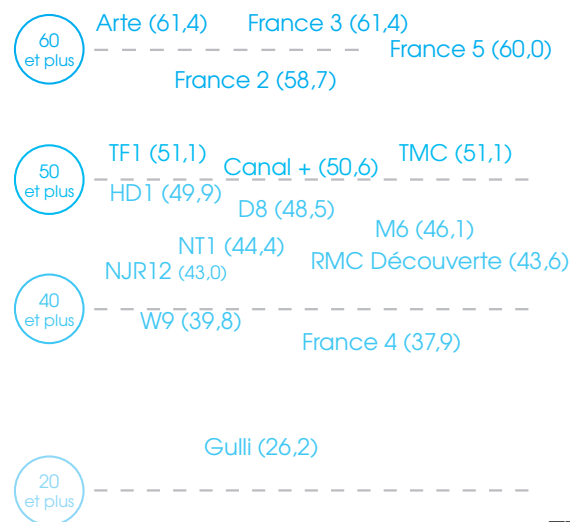 Arte (61,4) France 3 (61,4)
60
et plus
France 5 (60,0)
France 2 (58,7)
TF1 (51,1) Canal + (50,6) TMC (51,1)
50
et plus
HD1 (49,9)
D8 (48,5)
M6 (46,1)
NT1 (44,4)
RMC Découverte (43,6)
NJR12 (43,0)
40
et plus
W9 (39,8)
France 4 (37,9)
Gulli (26,2)
20
et plus